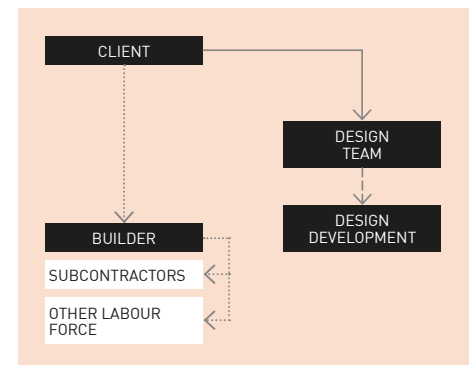 CLIENT
DESIGN
TEAM
DESIGN
DEVELOPMENT
BUILDER
SUBCONTRACTORS
OTHER LABOUR
FORCE